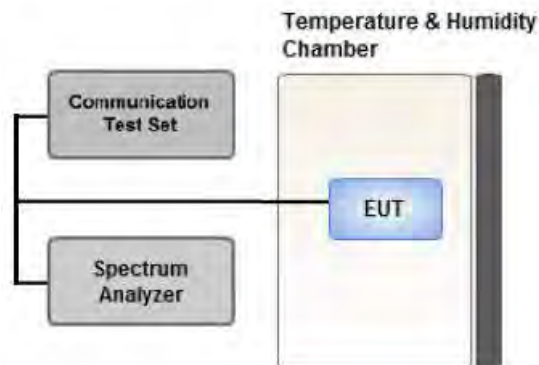 Temperature & Humidity
Chamber
Communication
Test Set
EUT
Spectrum
Analyzer